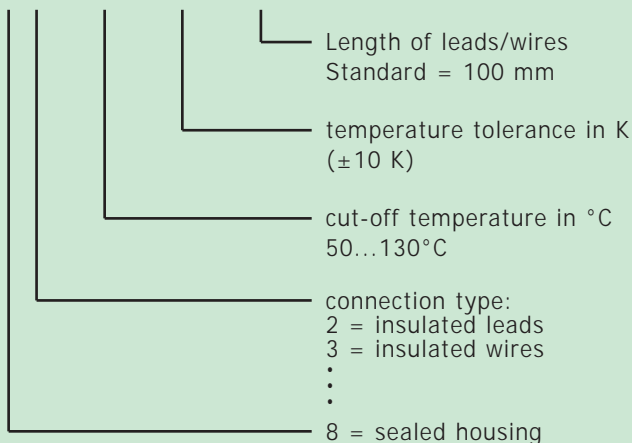 Length of leads/wires
Standard = 100 mm
temperature tolerance in K
(±10 K)
cut-off temperature in °C
50...130°C
connection type:
2 = insulated leads
3 = insulated wires
•
•
•
8 = sealed housing